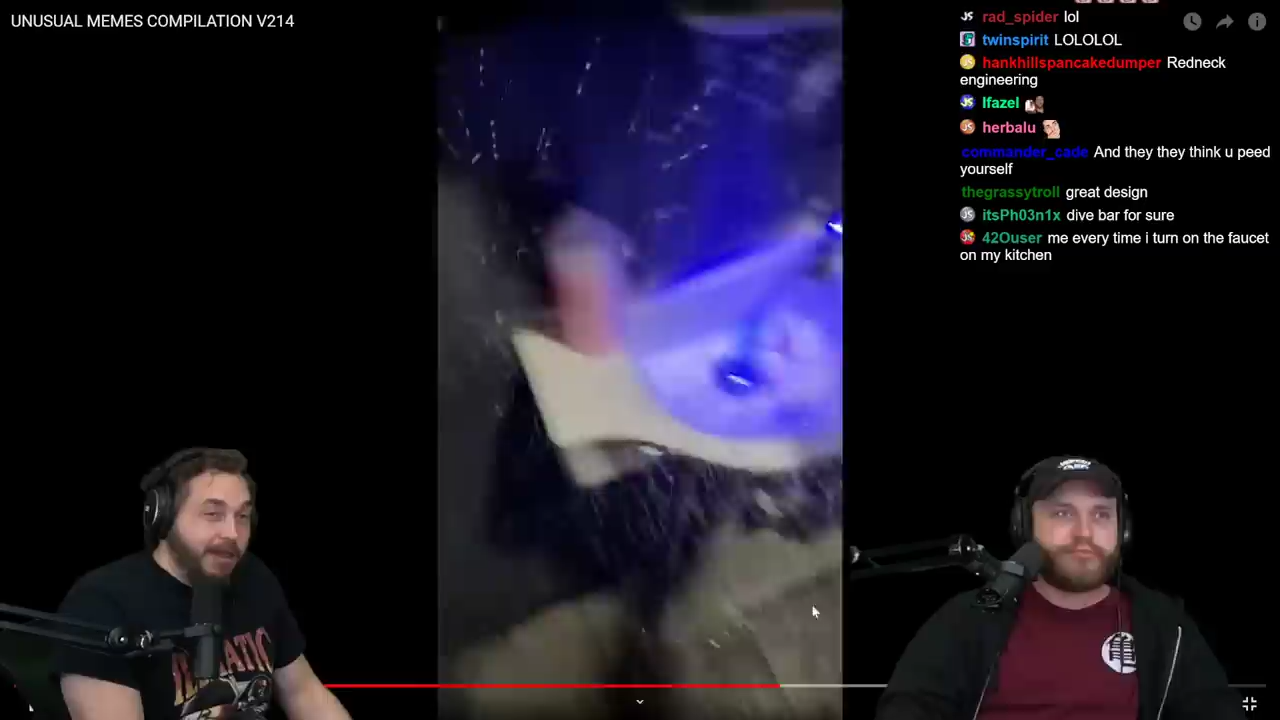 UNUSUAL MEMES COMPILATION V214
rad_spider lol
twinspirit LOLOLOL
hankhillspancakedumper Redneck
engineering
lfazel
herbalu
commander_cade And they they think u peed
yourself
thegrassytroll great design
itsPh03n1x dive bar for sure
42Ouser me every time i turn on the faucet
on my kitchen